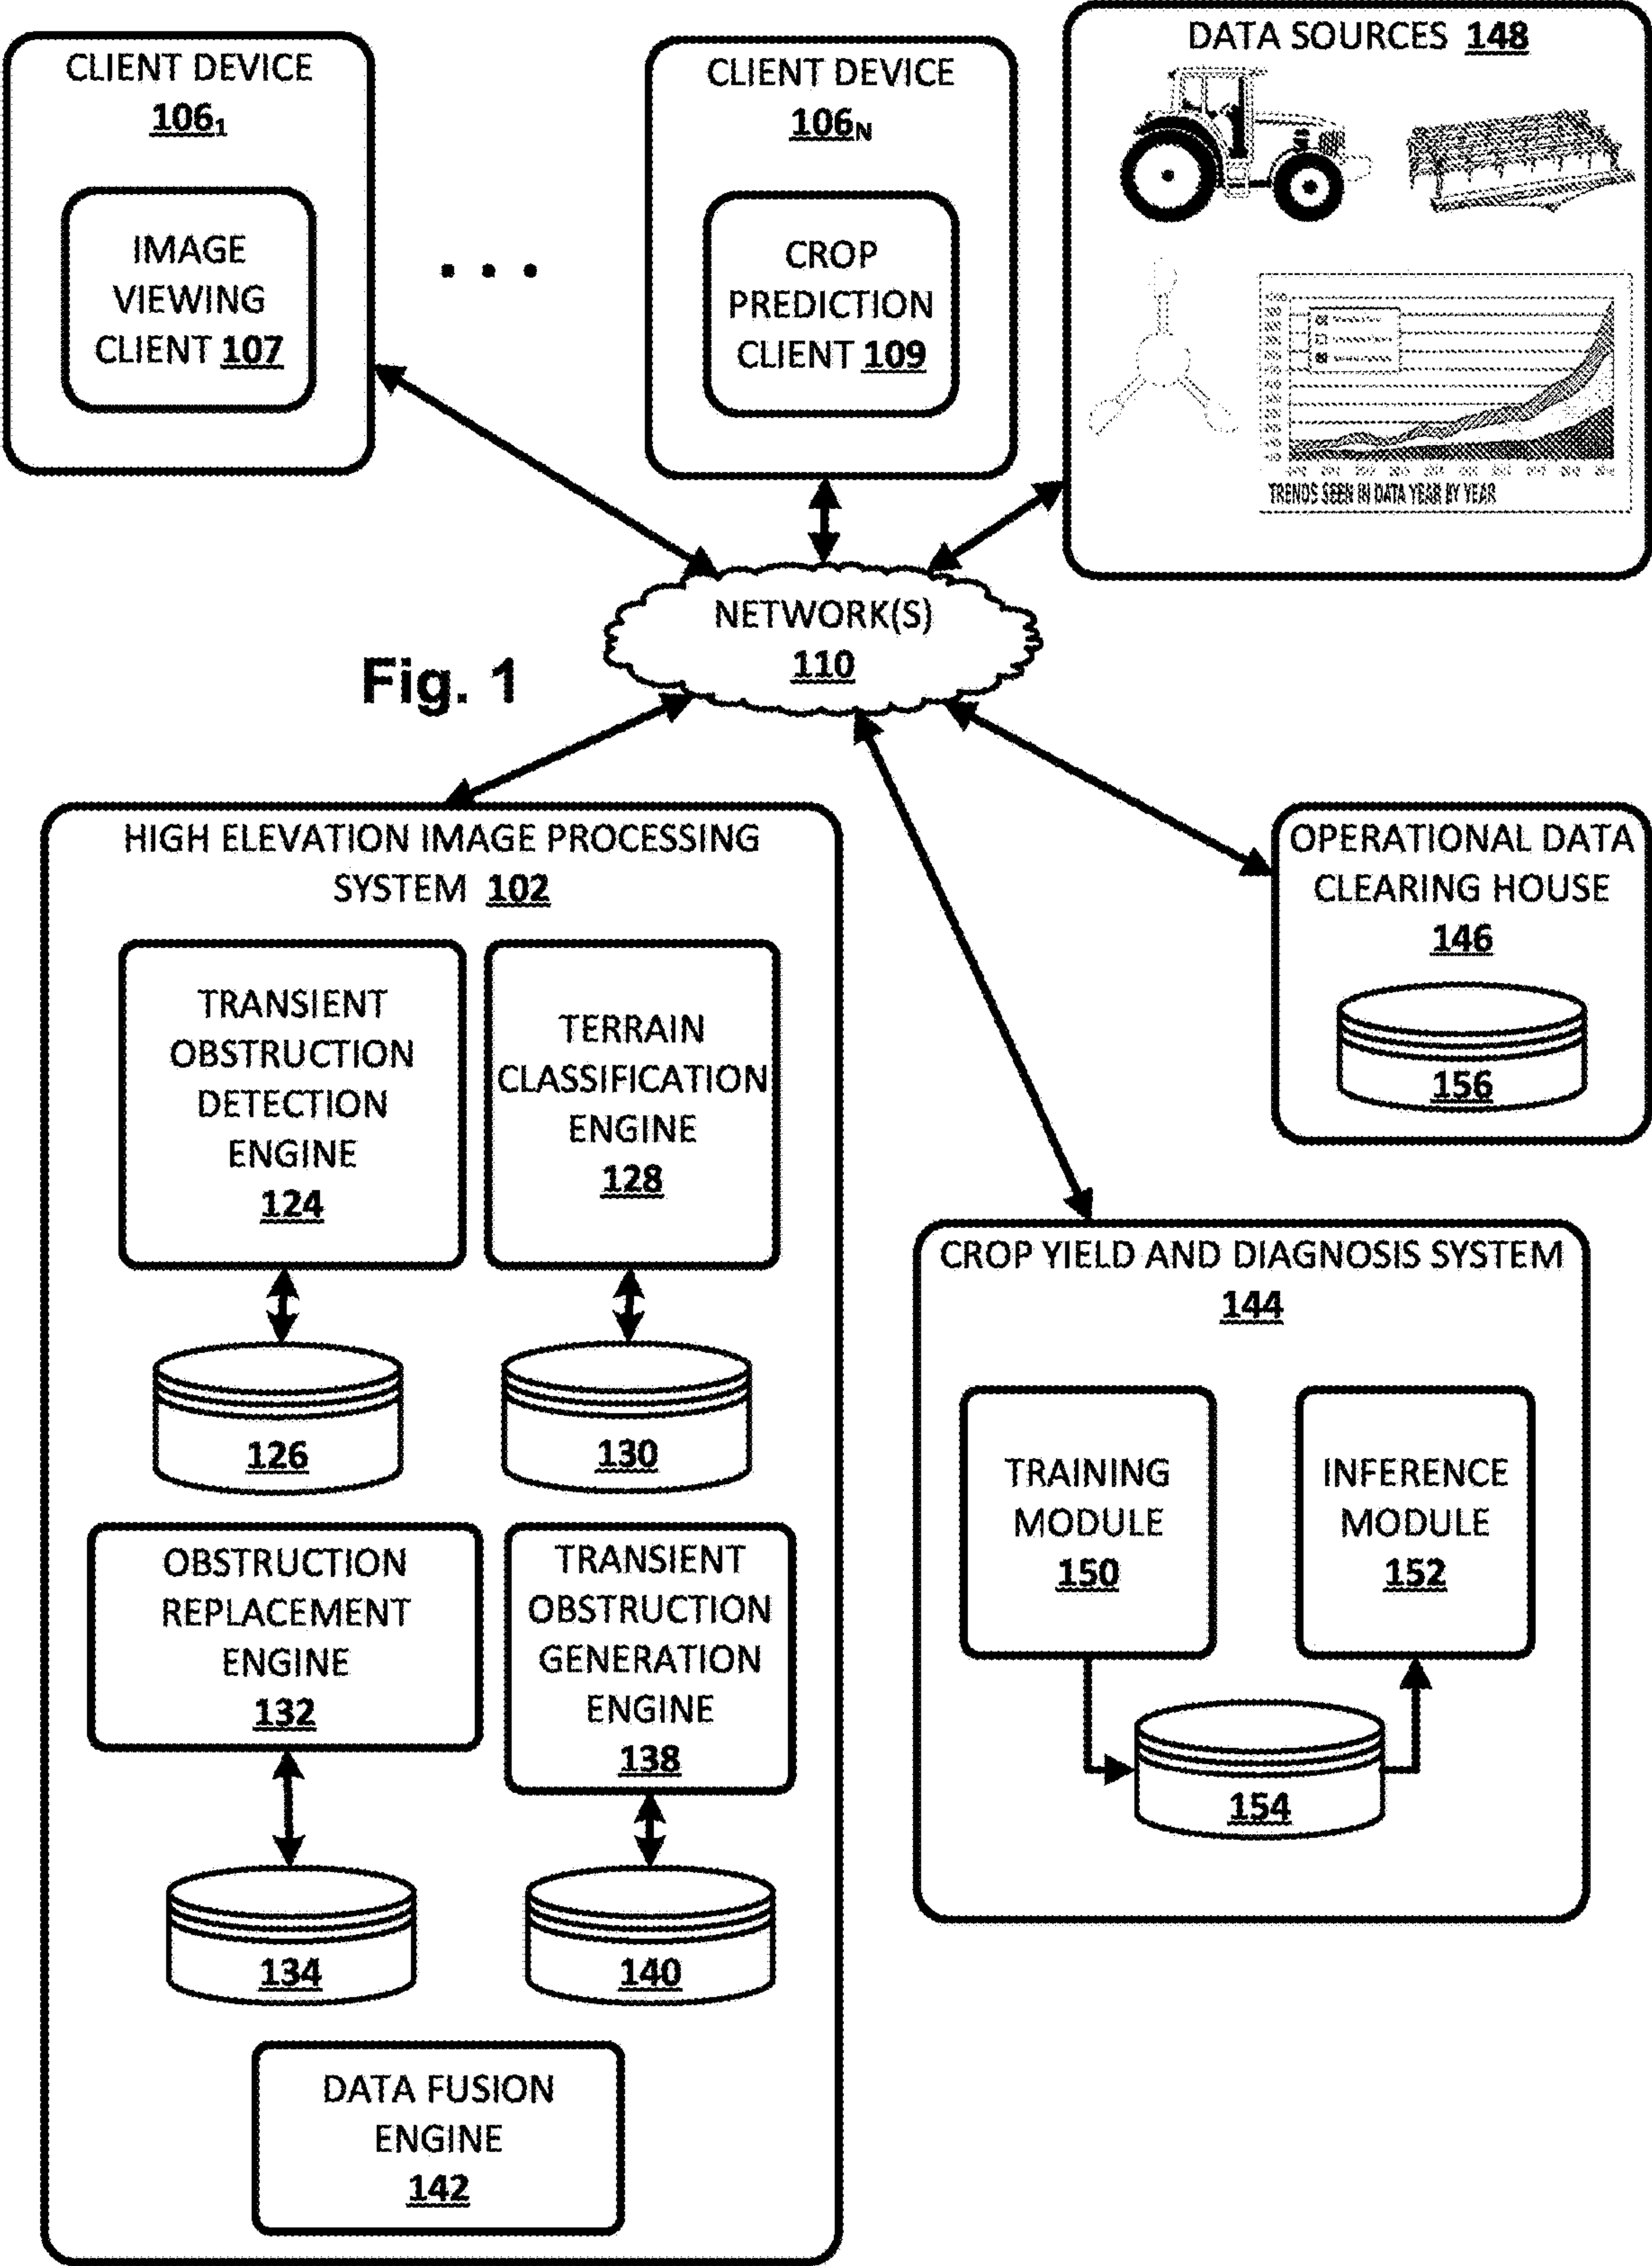 CLIENT DEVICE
106₁
IMAGE
VIEWING
CLIENT 107
. . .
CLIENT DEVICE
106N
CROP
PREDICTION
CLIENT 109
DATA SOURCES 148
TRENDS SEEN IN DATA YEAR BY YEAR
NETWORK(S)
110
Fig. 1
HIGH ELEVATION IMAGE PROCESSING
SYSTEM 102
TRANSIENT
OBSTRUCTION
DETECTION
ENGINE
124
TERRAIN
CLASSIFICATION
ENGINE
128
126
130
OBSTRUCTION
REPLACEMENT
ENGINE
132
TRANSIENT
OBSTRUCTION
GENERATION
ENGINE
138
134
140
DATA FUSION
ENGINE
142
OPERATIONAL DATA
CLEARING HOUSE
146
156
CROP YIELD AND DIAGNOSIS SYSTEM
144
TRAINING
MODULE
150
INFERENCE
MODULE
152
154